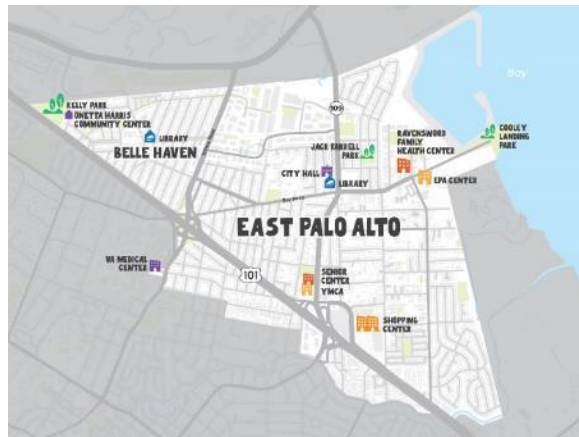 Bay
KELLY PARK
ONETTA HARRIS
COMMUNITY CENTER
LIBRARY
BELLE HAVEN
109
JACK FARRELL
PARK
RAVENSWOOD
FAMILY
HEALTH CENTER
COOLEY
LANDING
PARK
CITY HALL
LIBRARY
EPA CENTER
EAST PALO ALTO
VA MEDICAL
CENTER
101
SENIOR
CENTER
YMCA
SHOPPING
CENTER